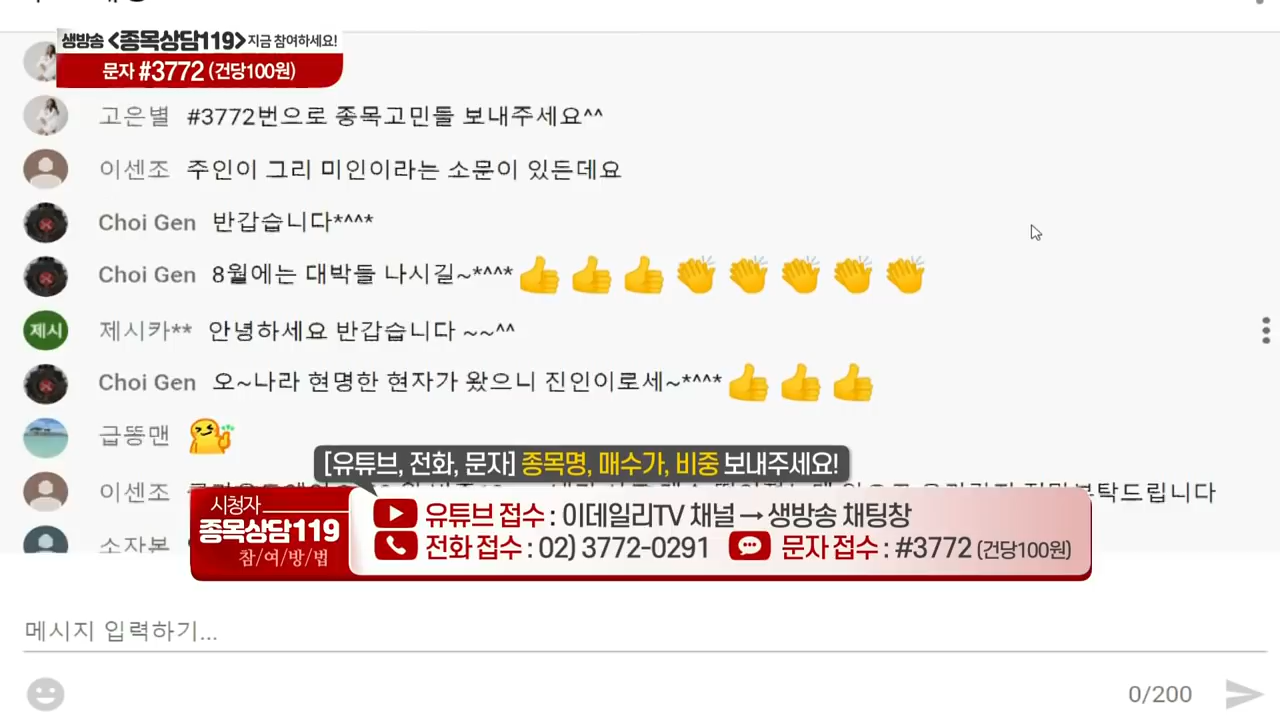 생방송 <종목상담119> 지금 참여하세요!
문자 #3772 (건당100원)
고은별 #3772번으로 종목고민들 보내주세요^^
이센조 주인이 그리 미인이라는 소문이 있든데요
Choi Gen 반갑습니다*^^^*
Choi Gen 8월에는 대박들 나시길~*^^^* 👍👍👍👏👏👏👏👏
제시 제시카** 안녕하세요 반갑습니다 ~~^^
Choi Gen 오~나라 현명한 현자가 왔으니 진인이로세~*^^^* 👍👍👍
급똥맨
[유튜브, 전화, 문자] 종목명, 매수가, 비중 보내주세요!
이센조 부탁드립니다
소자본
시청자
종목상담119
참/여/방/법
유튜브 접수 : 이데일리TV 채널 → 생방송 채팅창
전화 접수 : 02) 3772-0291 문자 접수 : #3772 (건당100원)
메시지 입력하기...
0/200